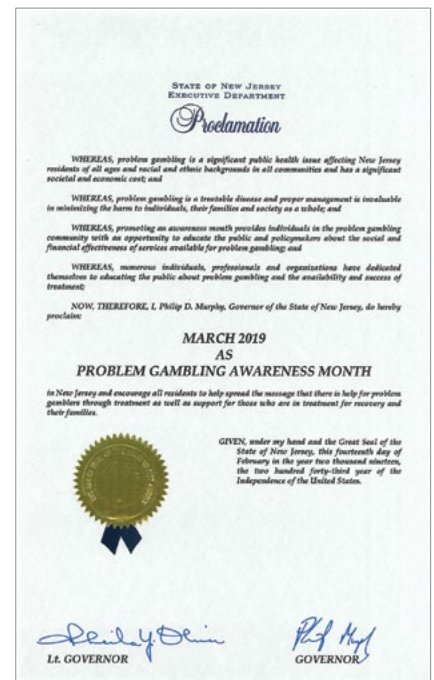 STATE OF NEW JERSEY
EXECUTIVE DEPARTMENT
Proclamation
WHEREAS, problem gambling is a significant public health issue affecting New Jersey
residents of all ages and racial and ethnic backgrounds in all communities and has a significant
societal and economic cost; and
WHEREAS, problem gambling is a treatable disease and proper management is invaluable
in minimizing the harm to individuals, their families and society as a whole; and
WHEREAS, promoting an awareness month provides individuals in the problem gambling
community with an opportunity to educate the public and policymakers about the social and
financial effectiveness of services available for problem gambling; and
WHEREAS, numerous individuals, professionals and organizations have dedicated
themselves to educating the public about problem gambling and the availability and success of
treatment;
NOW, THEREFORE, I, Philip D. Murphy, Governor of the State of New Jersey, do hereby
proclaim:
MARCH 2019
AS
PROBLEM GAMBLING AWARENESS MONTH
in New Jersey and encourage all residents to help spread the message that there is help for problem
gamblers through treatment as well as support for those who are in treatment for recovery and
their families.
GIVEN, under my hand and the Great Seal of the
State of New Jersey, this fourteenth day of
February in the year two thousand nineteen,
the two hundred forty-third year of the
Independence of the United States.
Lt. GOVERNOR
GOVERNOR